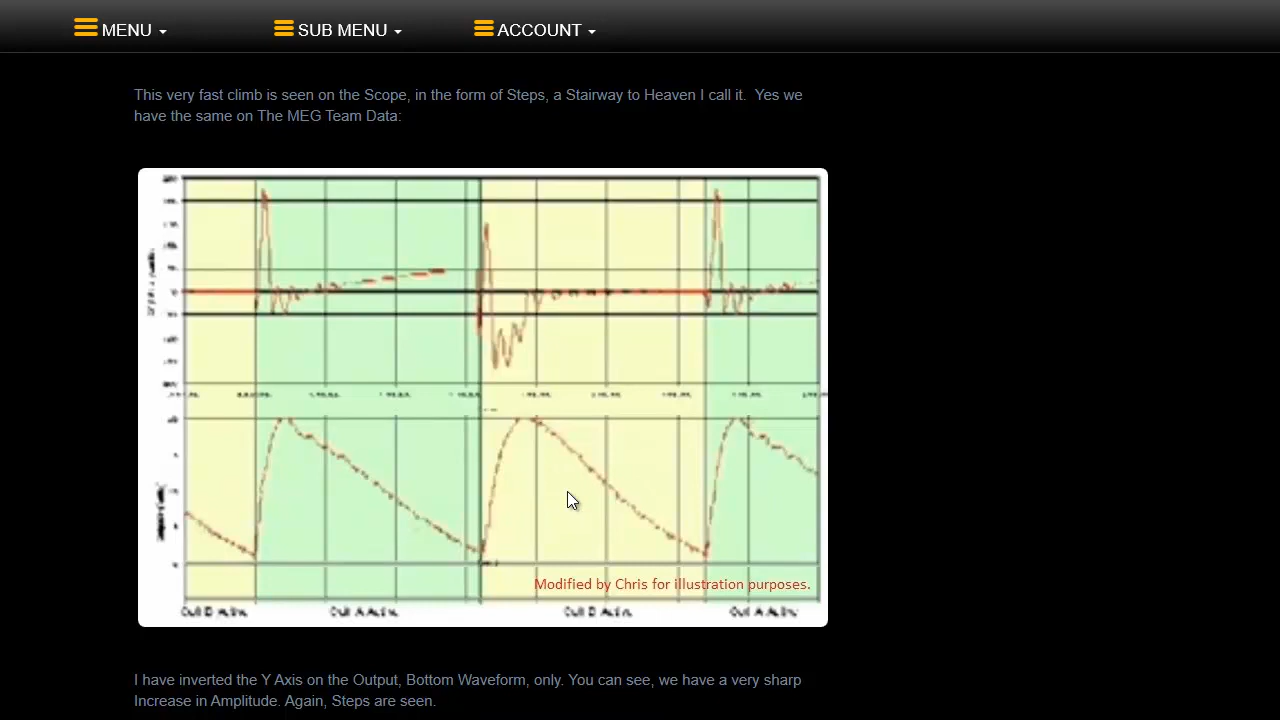 MENU
SUB MENU
ACCOUNT
This very fast climb is seen on the Scope, in the form of Steps, a Stairway to Heaven I call it.  Yes we
have the same on The MEG Team Data:
Modified by Chris for illustration purposes.
I have inverted the Y Axis on the Output, Bottom Waveform, only. You can see, we have a very sharp
Increase in Amplitude. Again, Steps are seen.